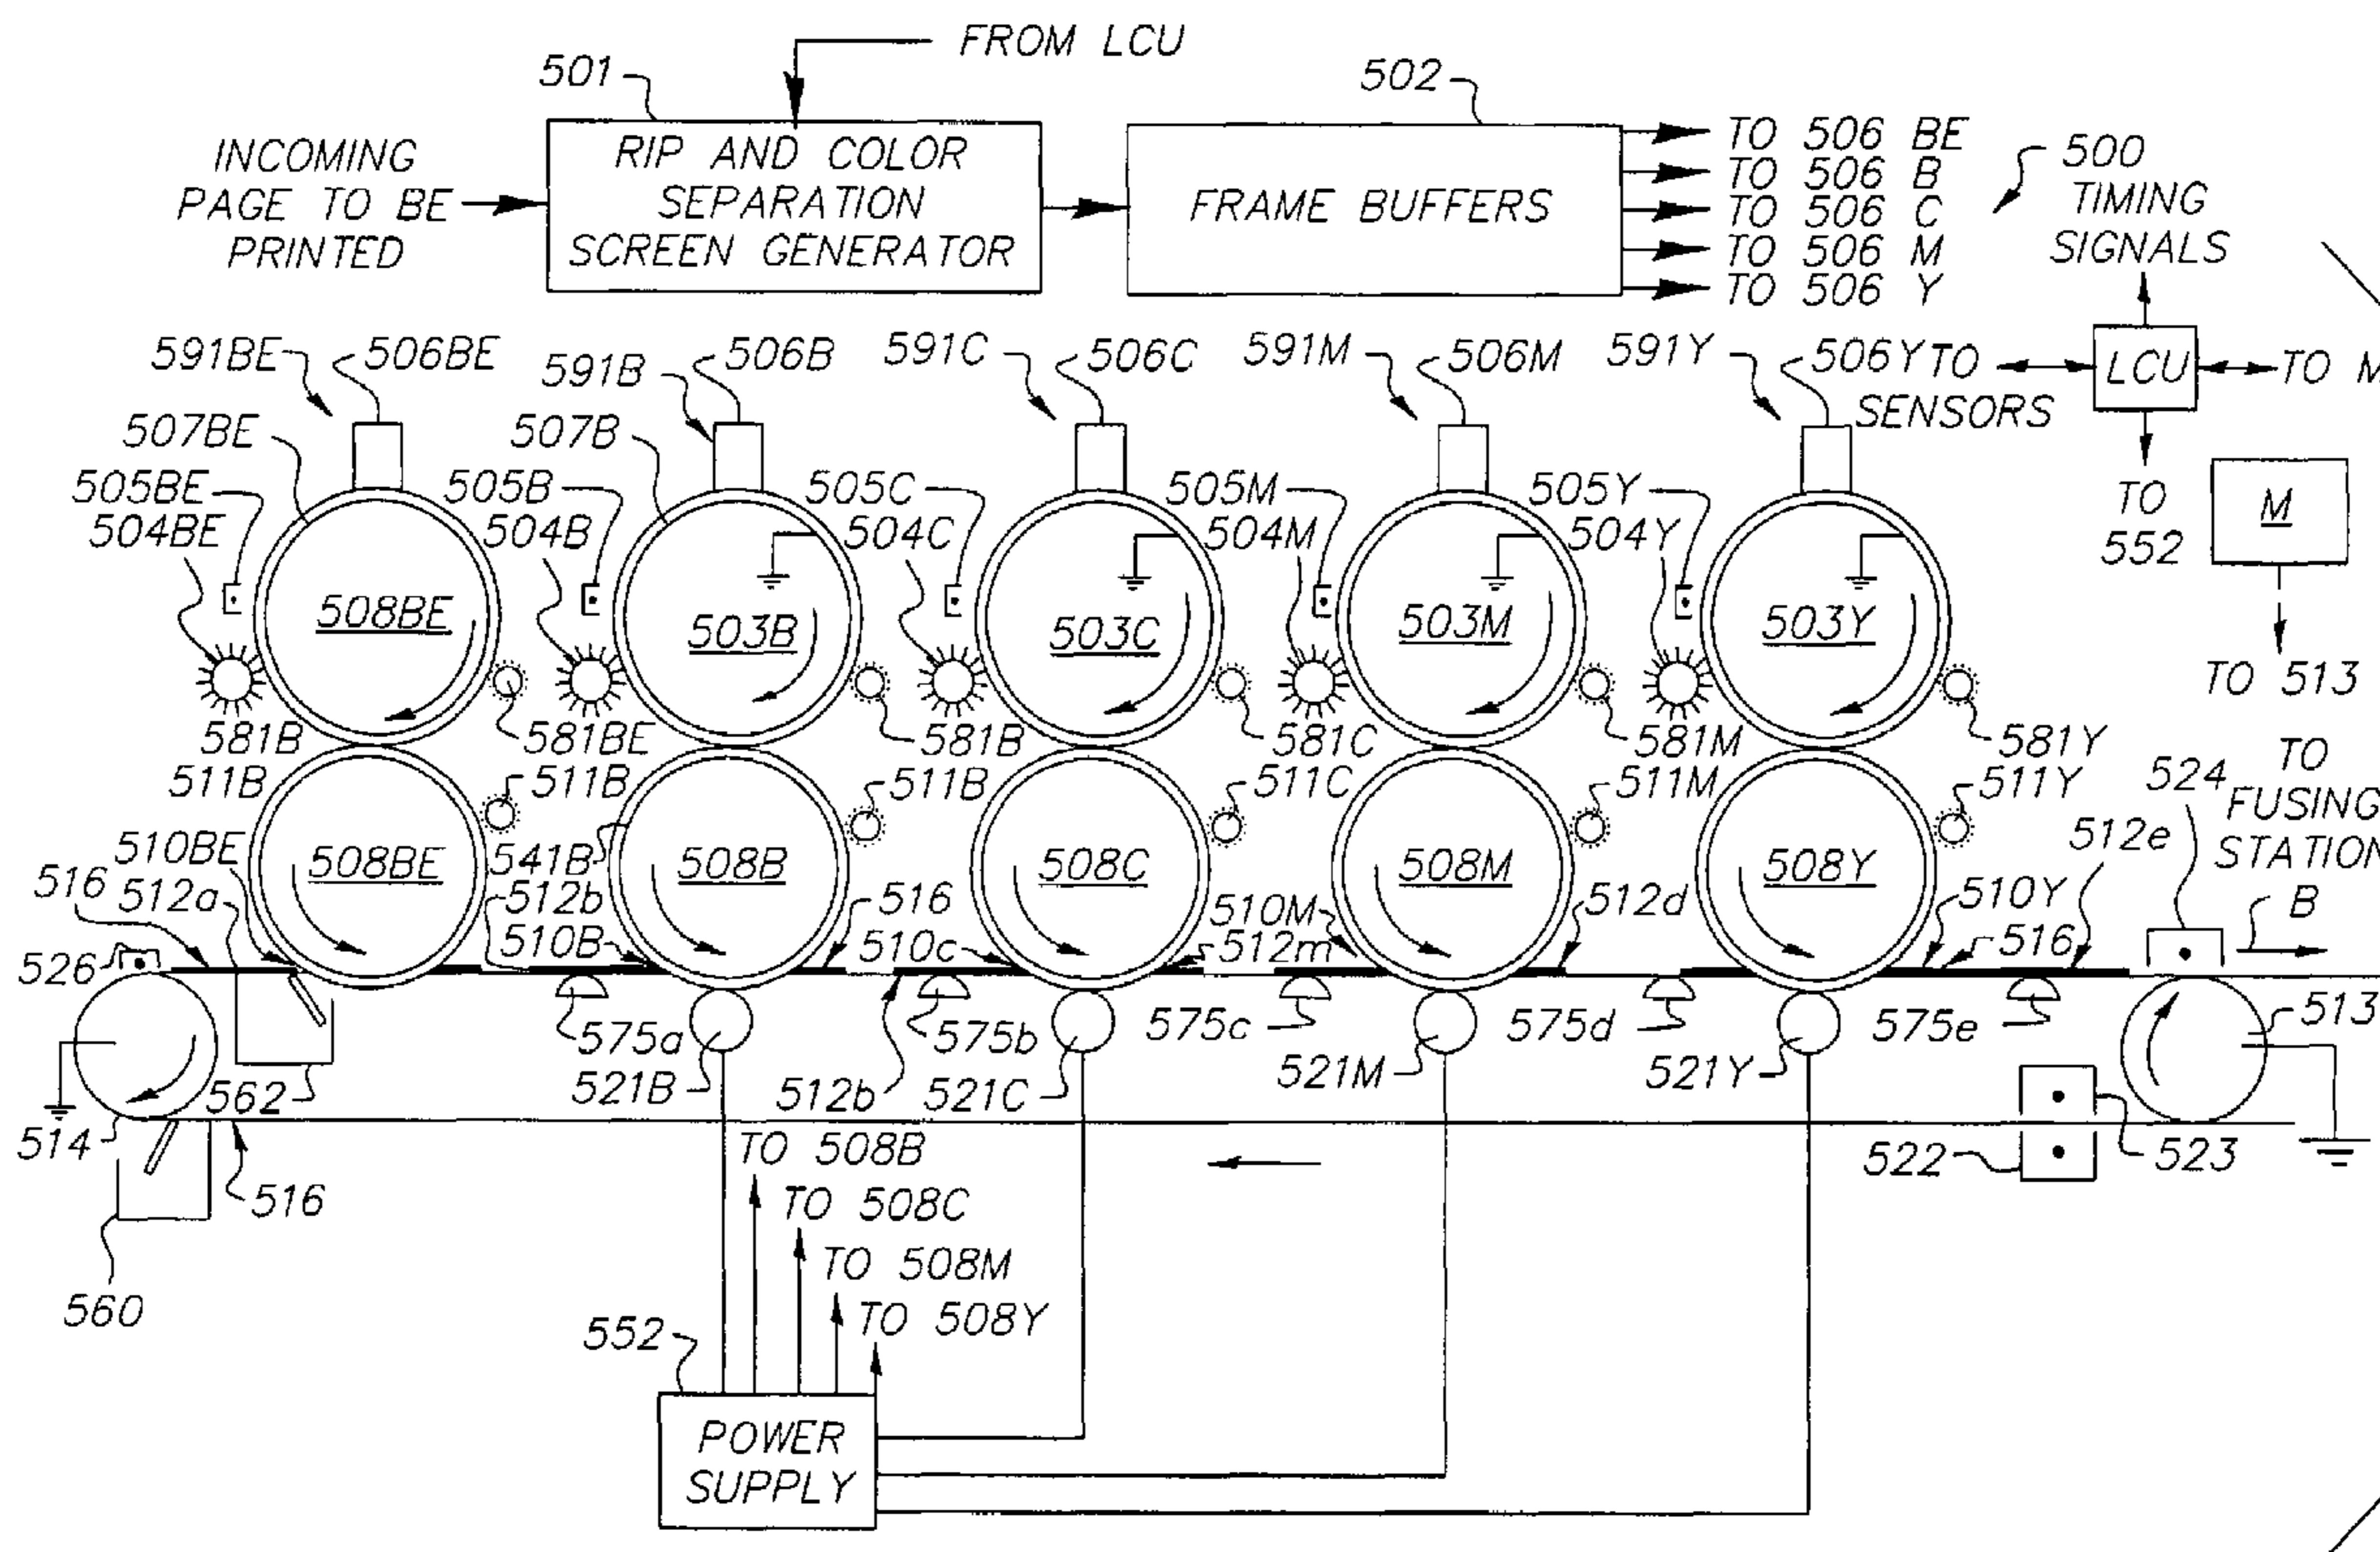 FROM LCU
501
502
INCOMING
PAGE TO BE
PRINTED
RIP AND COLOR
SEPARATION
SCREEN GENERATOR
FRAME BUFFERS
TO 506 BE
TO 506 B
TO 506 C
TO 506 M
TO 506 Y
500
TIMING
SIGNALS
591BE
506BE
591B
506B
591C
506C
591M
506M
591Y
506Y
TO
SENSORS
LCU
TO M
507BE
507B
505BE
505B
505C
505M
505Y
504BE
504B
504C
504M
504Y
TO
552
M
TO 513
508BE
503B
503C
503M
503Y
581B
581BE
581B
581C
581M
581Y
511B
511B
511B
511C
511M
511Y
524
TO
FUSING
STATION
B
510BE
541B
508BE
508B
508C
508M
508Y
512e
516
512a
512b
510B
516
510c
510M
512m
512d
510Y
516
526
513
575a
575b
575c
575d
575e
562
521B
512b
521C
521M
521Y
514
522
523
516
560
TO 508B
TO 508C
TO 508M
TO 508Y
552
POWER
SUPPLY